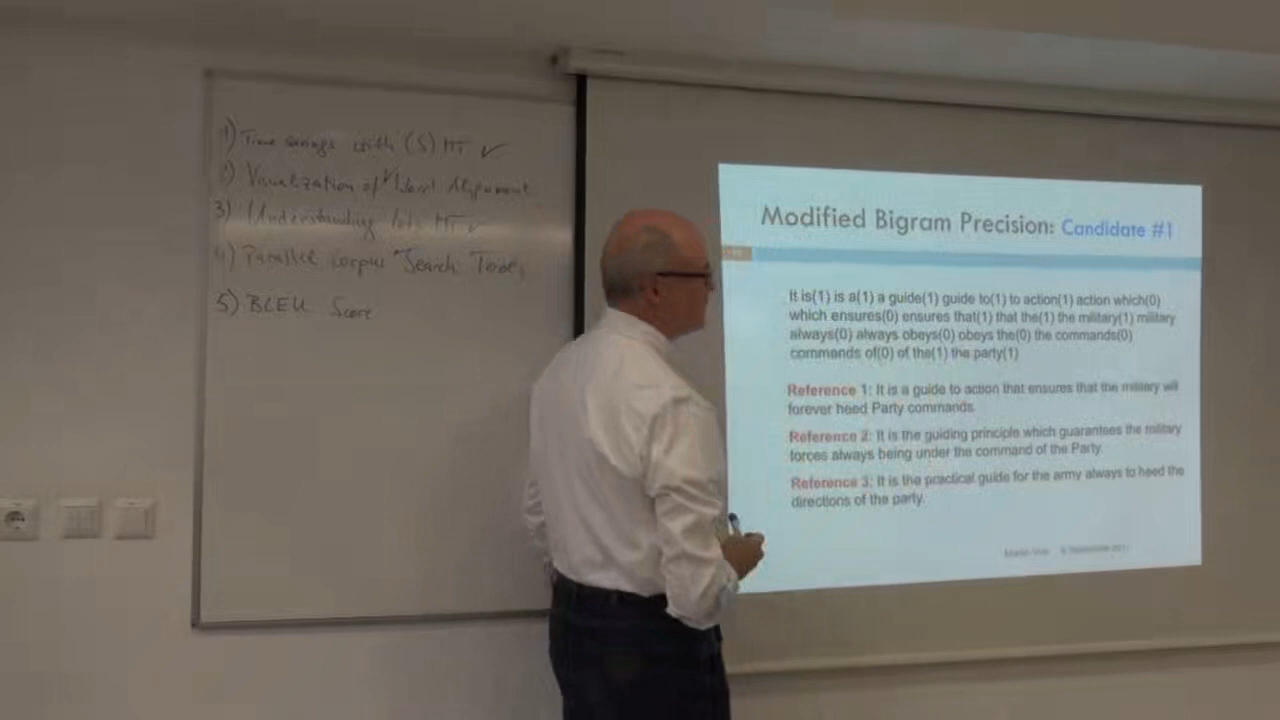 1) Time savings with (S) MT ✓
2) Visualization of Word Alignment
3) Understanding MT ✓
4) Parallel corpus Search Tools
5) BLEU Score
Modified Bigram Precision: Candidate #1
It is(1) is a(1) a guide(1) guide to(1) to action(1) action which(0)
which ensures(0) ensures that(1) that the(1) the military(1) military
always(0) always obeys(0) obeys the(0) the commands(0)
commands of(0) of the(1) the party(1)
Reference 1: It is a guide to action that ensures that the military will
forever heed Party commands.
Reference 2: It is the guiding principle which guarantees the military
forces always being under the command of the Party.
Reference 3: It is the practical guide for the army always to heed the
directions of the party.